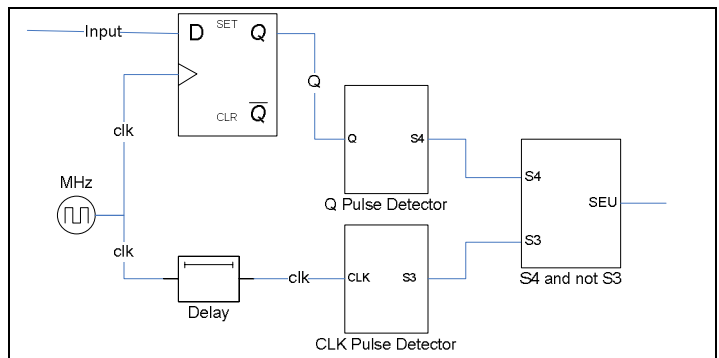 Input
D
SET
Q
CLR
Q
clk
Q
MHz
clk
Q
S4
Q Pulse Detector
S4
SEU
S3
S4 and not S3
Delay
clk
CLK
S3
CLK Pulse Detector